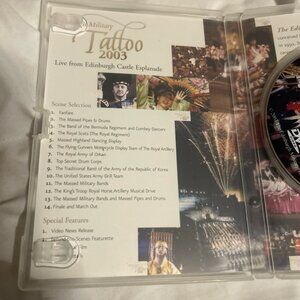 Military
Tattoo
2003
Live from Edinburgh Castle Esplanade
Scene Selection
1. Fanfare
2. The Massed Pipes & Drums
3. The Band of the Bermuda Regiment and Gombey Dancers
4. The Royal Scots (The Royal Regiment)
5. Massed Highland Dancing Display
6. The Flying Gunners Motorcycle Display Team of The Royal Artillery
7. The Royal Army of Oman
8. Top Secret Drum Corps
9. The Traditional Band of the Army of the Republic of Korea
10. The United States Army Drill Team
11. The Massed Military Bands
12. The King's Troop Royal Horse Artillery Musical Drive
13. The Massed Military Bands and Massed Pipes and Drums
14. Finale and March Out
Special Features
1. Video News Release
Scenes Featurette
Film
The Edi